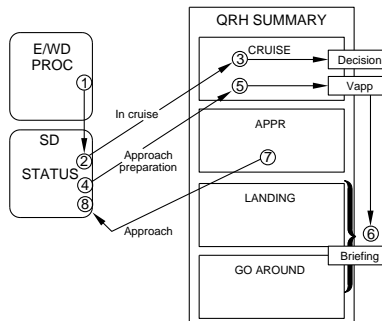 QRH SUMMARY
E/WD
PROC
1
CRUISE
3
Decision
5
Vapp
In cruise
SD
2
STATUS
4
8
Approach
preparation
APPR
7
Approach
LANDING
6
Briefing
GO AROUND